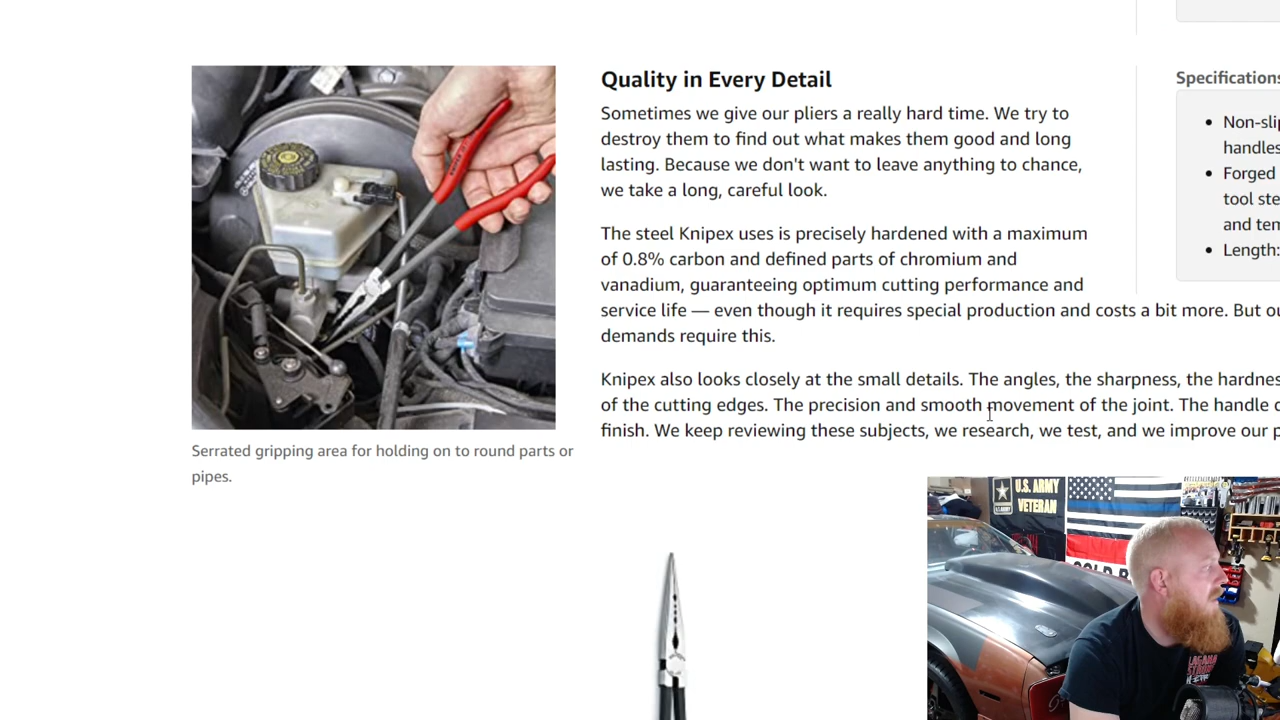 Quality in Every Detail
Sometimes we give our pliers a really hard time. We try to
destroy them to find out what makes them good and long
lasting. Because we don't want to leave anything to chance,
we take a long, careful look.
The steel Knipex uses is precisely hardened with a maximum
of 0.8% carbon and defined parts of chromium and
vanadium, guaranteeing optimum cutting performance and
service life — even though it requires special production and costs a bit more. But
demands require this.
Knipex also looks closely at the small details. The angles, the sharpness, the
of the cutting edges. The precision and smooth movement of the joint. The handle
finish. We keep reviewing these subjects, we research, we test, and we improve our
Serrated gripping area for holding on to round parts or
pipes.
Specifications
• Non-slip
handles
• Forged
tool
and
• Length:
U.S. ARMY
VETERAN